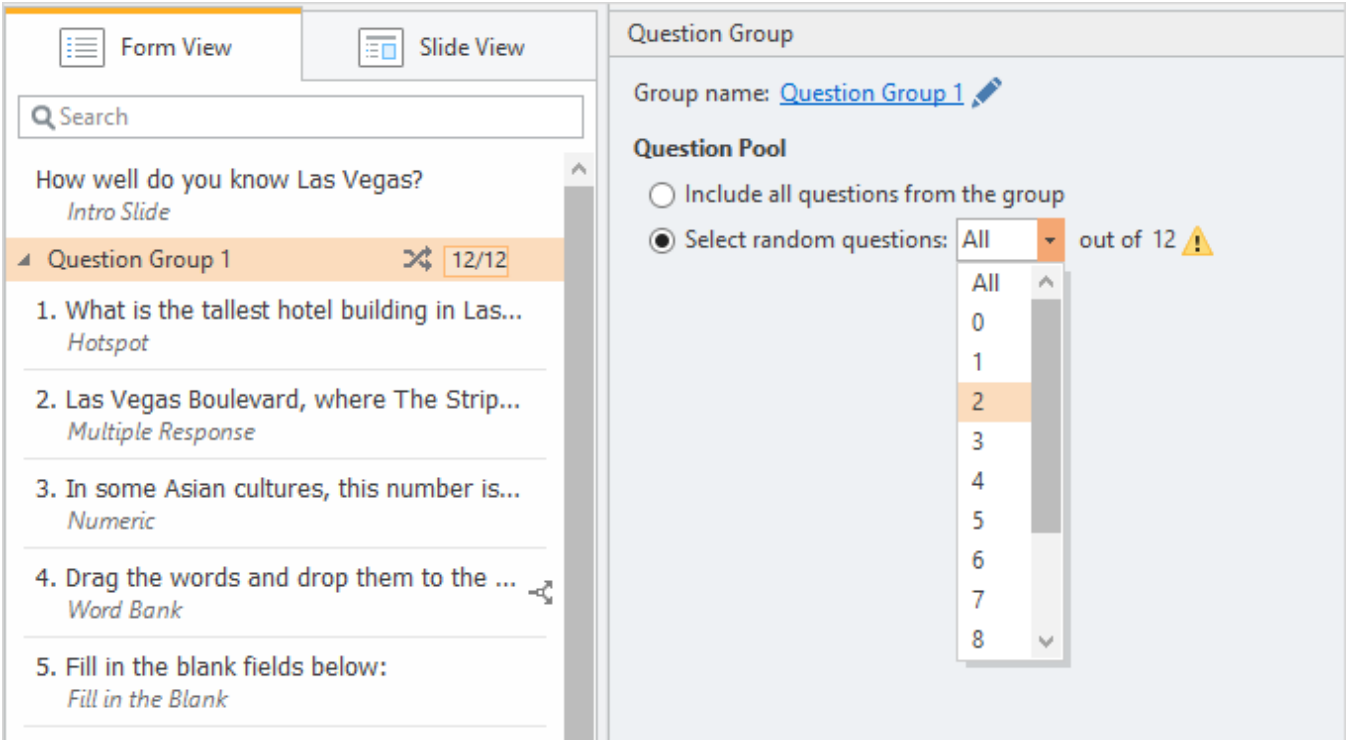 Form View
Slide View
Search
How well do you know Las Vegas?
Intro Slide
Question Group 1 12/12
1. What is the tallest hotel building in Las...
Hotspot
2. Las Vegas Boulevard, where The Strip...
Multiple Response
3. In some Asian cultures, this number is...
Numeric
4. Drag the words and drop them to the ...
Word Bank
5. Fill in the blank fields below:
Fill in the Blank
Question Group
Group name: Question Group 1
Question Pool
Include all questions from the group
Select random questions: All out of 12
All
0
1
2
3
4
5
6
7
8